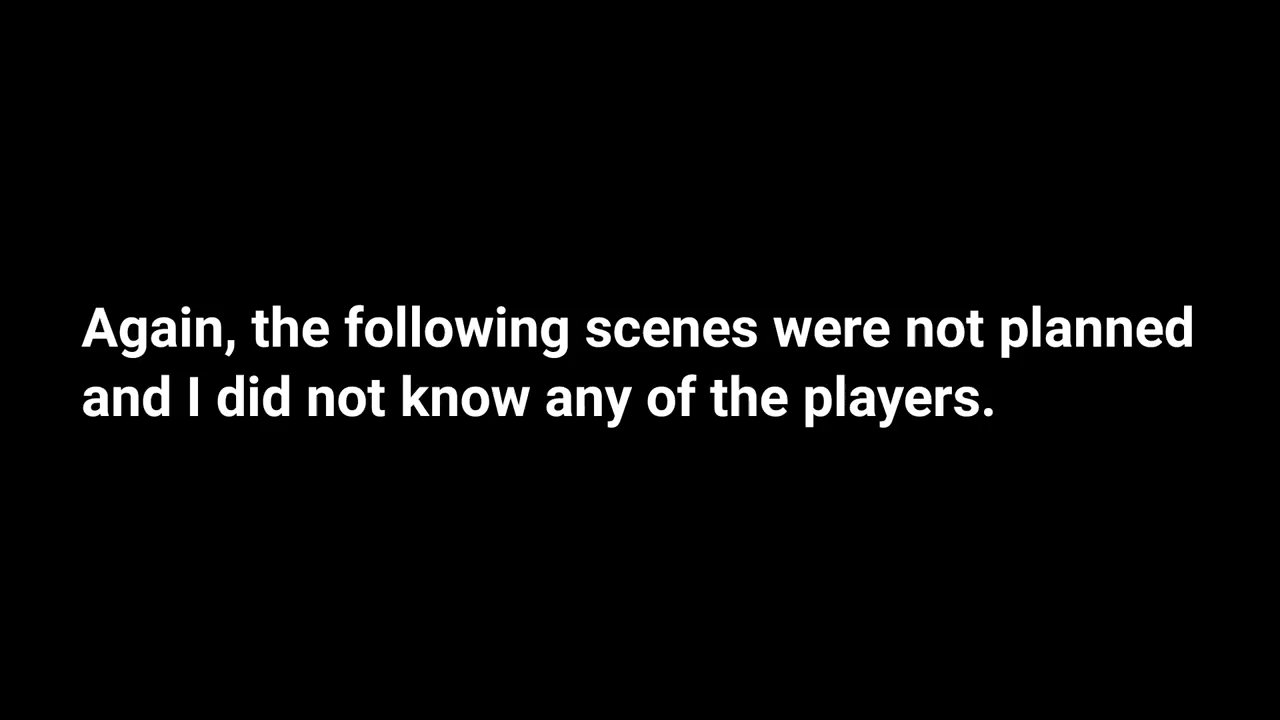 Again, the following scenes were not planned
and I did not know any of the players.